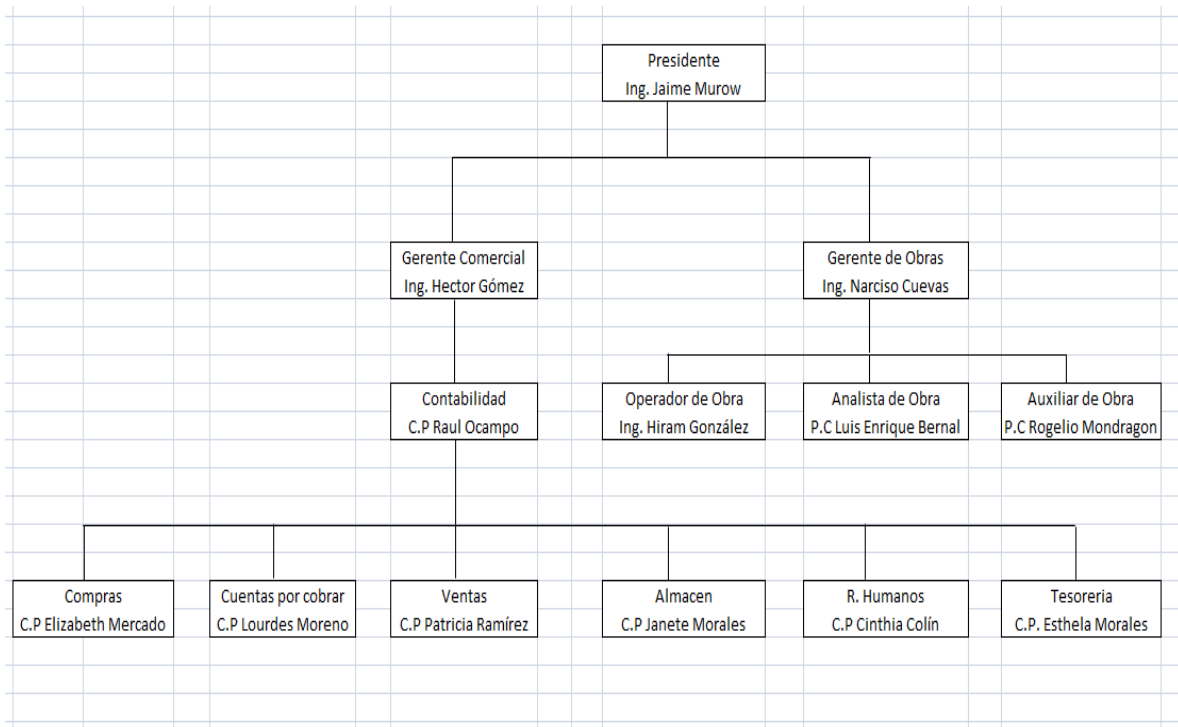 Presidente
Ing. Jaime Murow
Gerente Comercial
Ing. Hector Gómez
Gerente de Obras
Ing. Narciso Cuevas
Contabilidad
C.P Raul Ocampo
Operador de Obra
Ing. Hiram González
Analista de Obra
P.C Luis Enrique Bernal
Auxiliar de Obra
P.C Rogelio Mondragon
Compras
C.P Elizabeth Mercado
Cuentas por cobrar
C.P Lourdes Moreno
Ventas
C.P Patricia Ramírez
Almacen
C.P Janete Morales
R. Humanos
C.P Cinthia Colín
Tesoreria
C.P. Esthela Morales